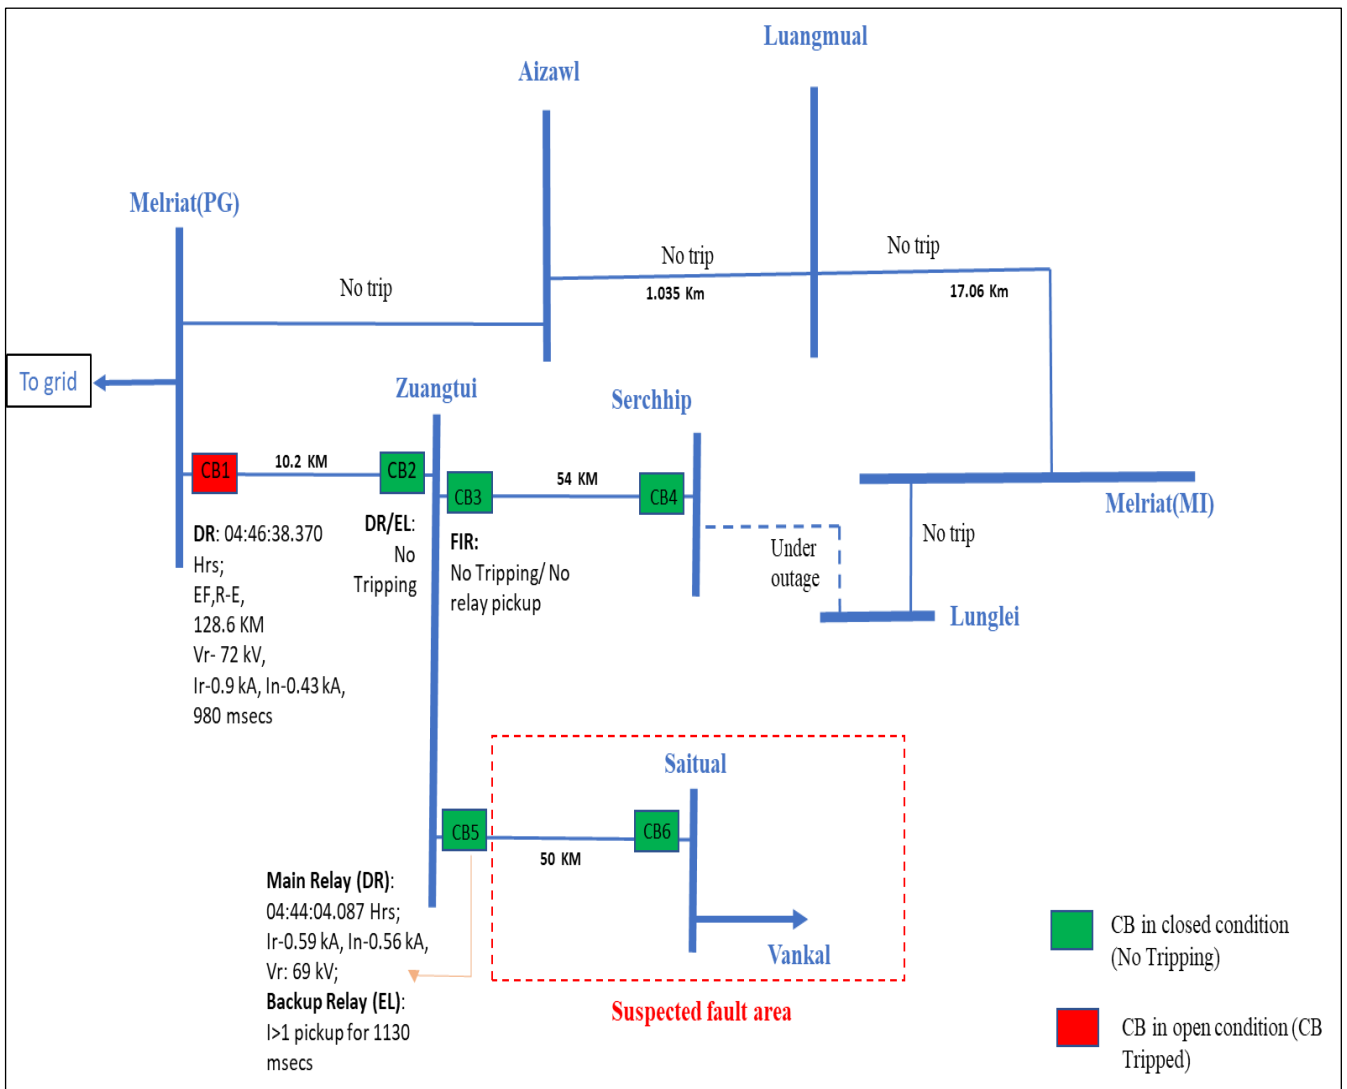 Luangmual
Aizawl
Melriat(PG)
No trip
No trip
No trip
1.035 Km
17.06 Km
To grid
Zuangtui
Serchhip
CB1
10.2 KM
CB2
CB3
54 KM
CB4
Melriat(MI)
DR: 04:46:38.370
Hrs;
EF,R-E,
128.6 KM
Vr- 72 kV,
Ir-0.9 kA, In-0.43 kA,
980 msecs
DR/EL:
No
Tripping
FIR:
No Tripping/ No
relay pickup
Under
outage
No trip
Lunglei
Saitual
CB5
50 KM
CB6
Main Relay (DR):
04:44:04.087 Hrs;
Ir-0.59 kA, In-0.56 kA,
Vr: 69 kV;
Backup Relay (EL):
I>1 pickup for 1130
msecs
Vankal
Suspected fault area
CB in closed condition
(No Tripping)
CB in open condition (CB
Tripped)